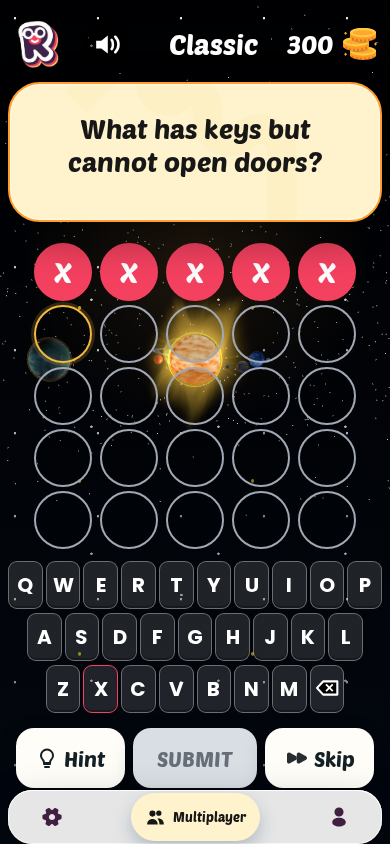 R
Classic
300
What has keys but
cannot open doors?
X X X X X
Q W E R T Y U I O P
A S D F G H J K L
Z X C V B N M
Hint
SUBMIT
Skip
Multiplayer